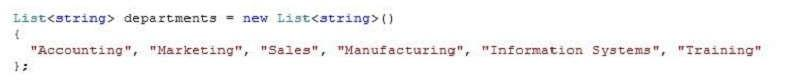 List<string> departments = new List<string>()
{
"Accounting", "Marketing", "Sales", "Manufacturing", "Information Systems", "Training"
};